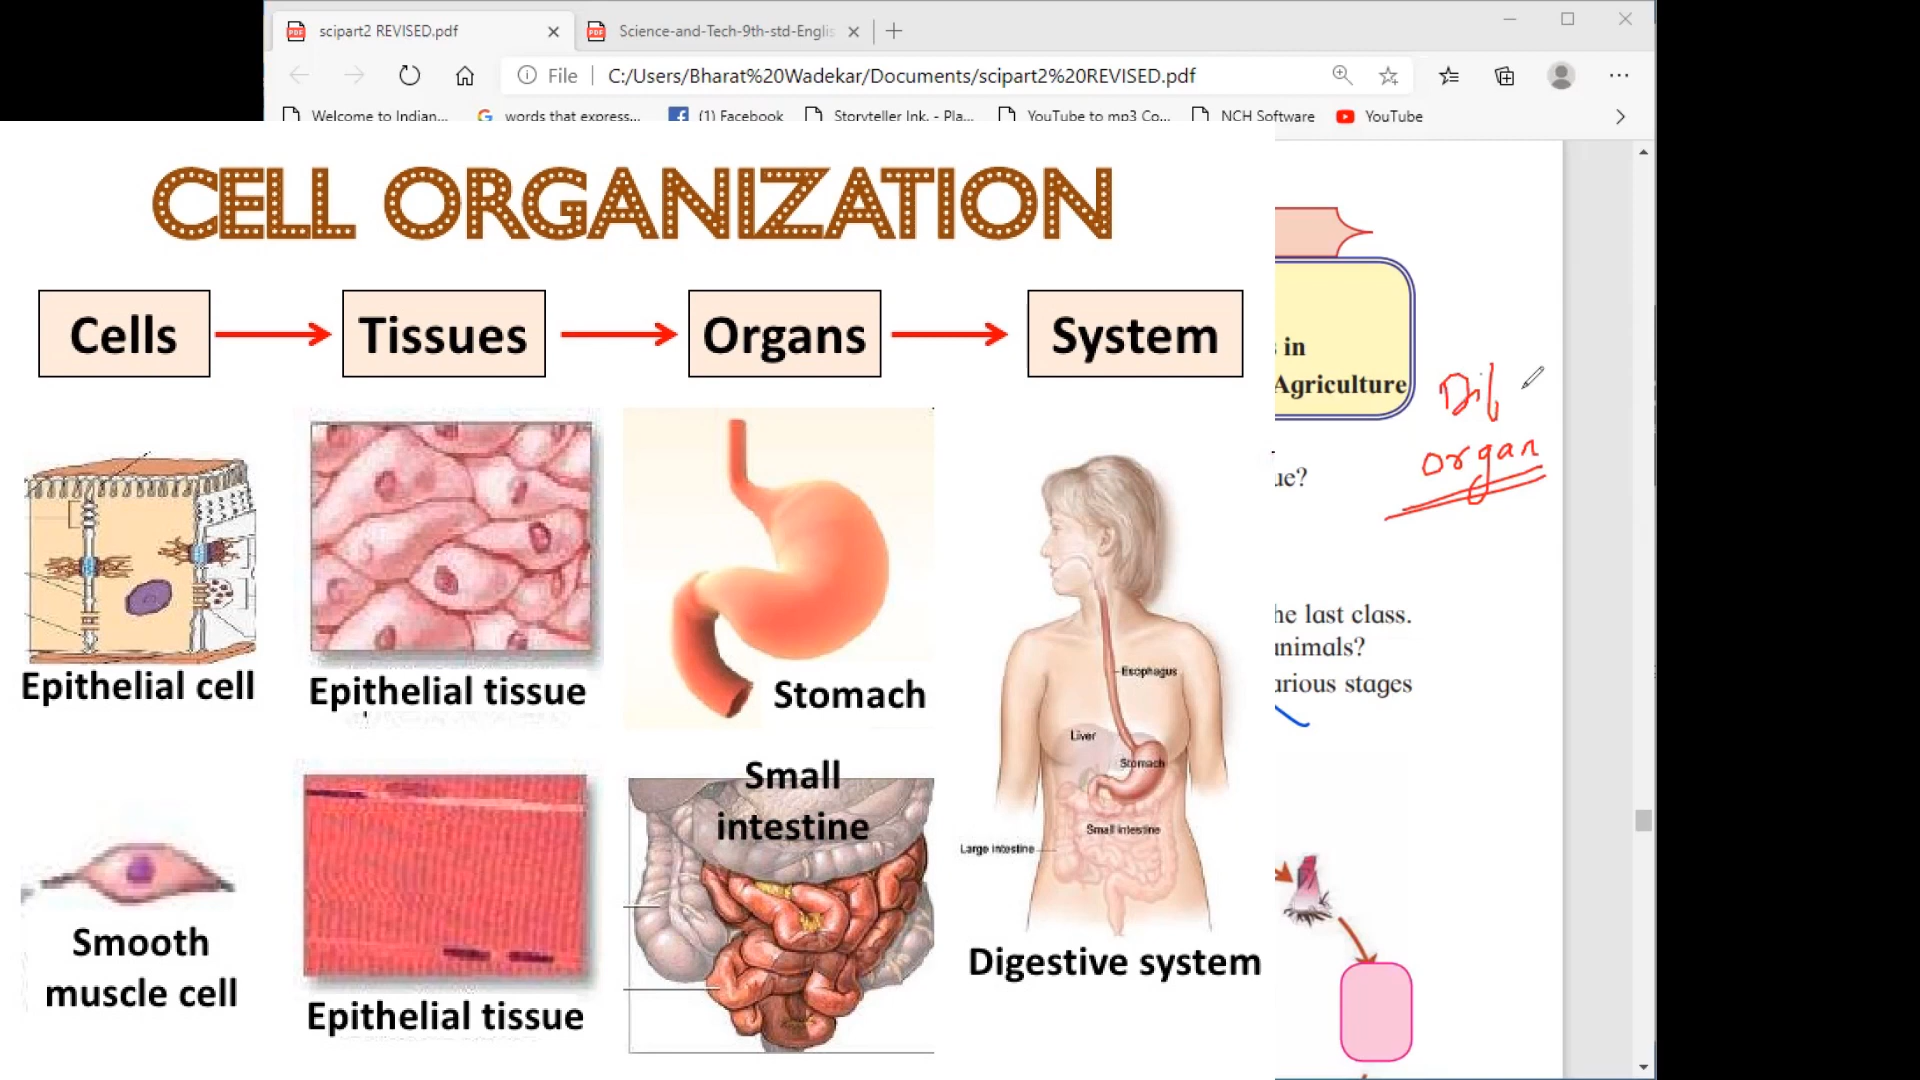 scipart2 REVISED.pdf
Science-and-Tech-9th-std-Englis
File
C:/Users/Bharat%20Wadekar/Documents/scipart2%20REVISED.pdf
Welcome to Indian...
words that express...
(1) Facebook
Storyteller Ink. - Pla...
YouTube to mp3 Co...
NCH Software
YouTube
CELL ORGANIZATION
Cells
Tissues
Organs
System
in
Agriculture
organ
ue?
he last class.
animals?
arious stages
Epithelial cell
Epithelial tissue
Stomach
Esophagus
Liver
Stomach
Small intestine
Large intestine
Small
intestine
Smooth
muscle cell
Epithelial tissue
Digestive system